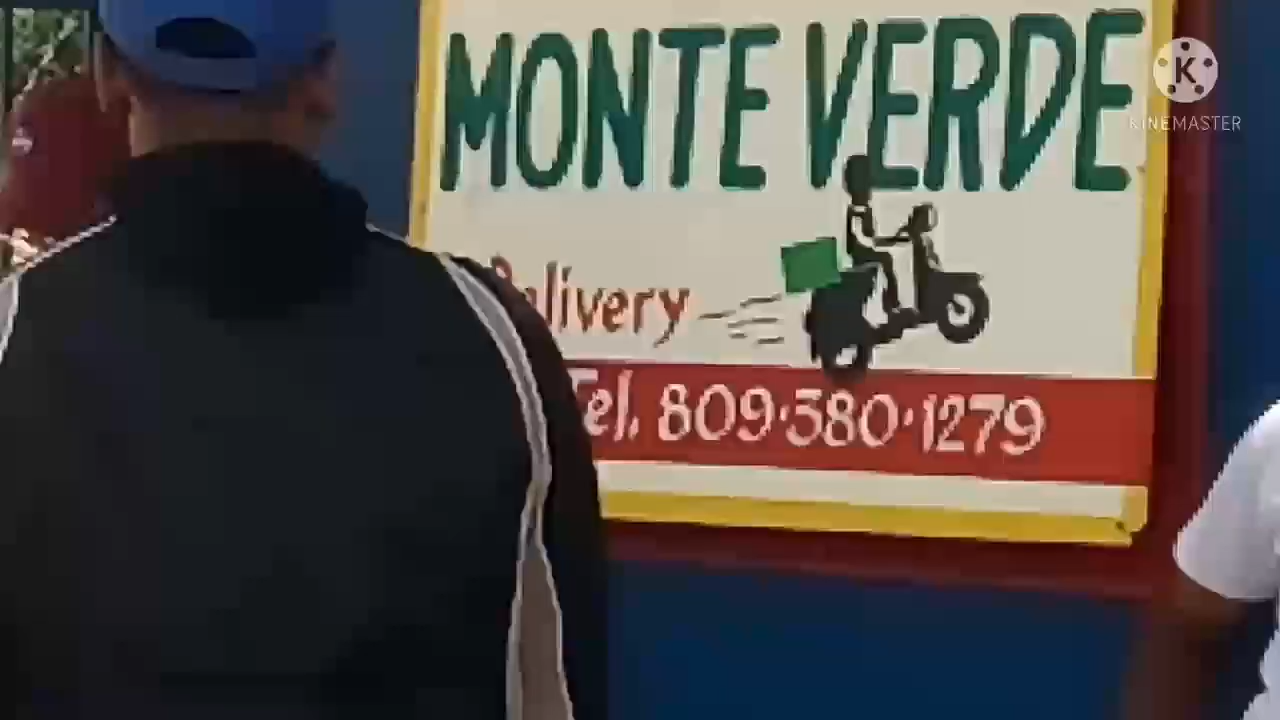 MONTE VERDE
K
KINEMASTER
Delivery
Tel. 809·380·1279